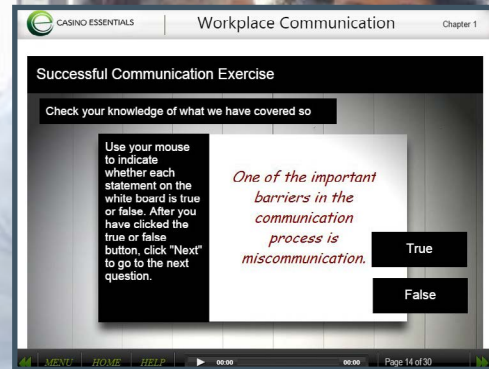 CASINO ESSENTIALS
Workplace Communication
Chapter 1
Successful Communication Exercise
Check your knowledge of what we have covered so
Use your mouse
to indicate
whether each
statement on the
white board is true
or false. After you
have clicked the
true or false
button, click "Next"
to go to the next
question.
One of the important
barriers in the
communication
process is
miscommunication.
True
False
MENU HOME HELP 00:00 00:00 Page 14 of 30